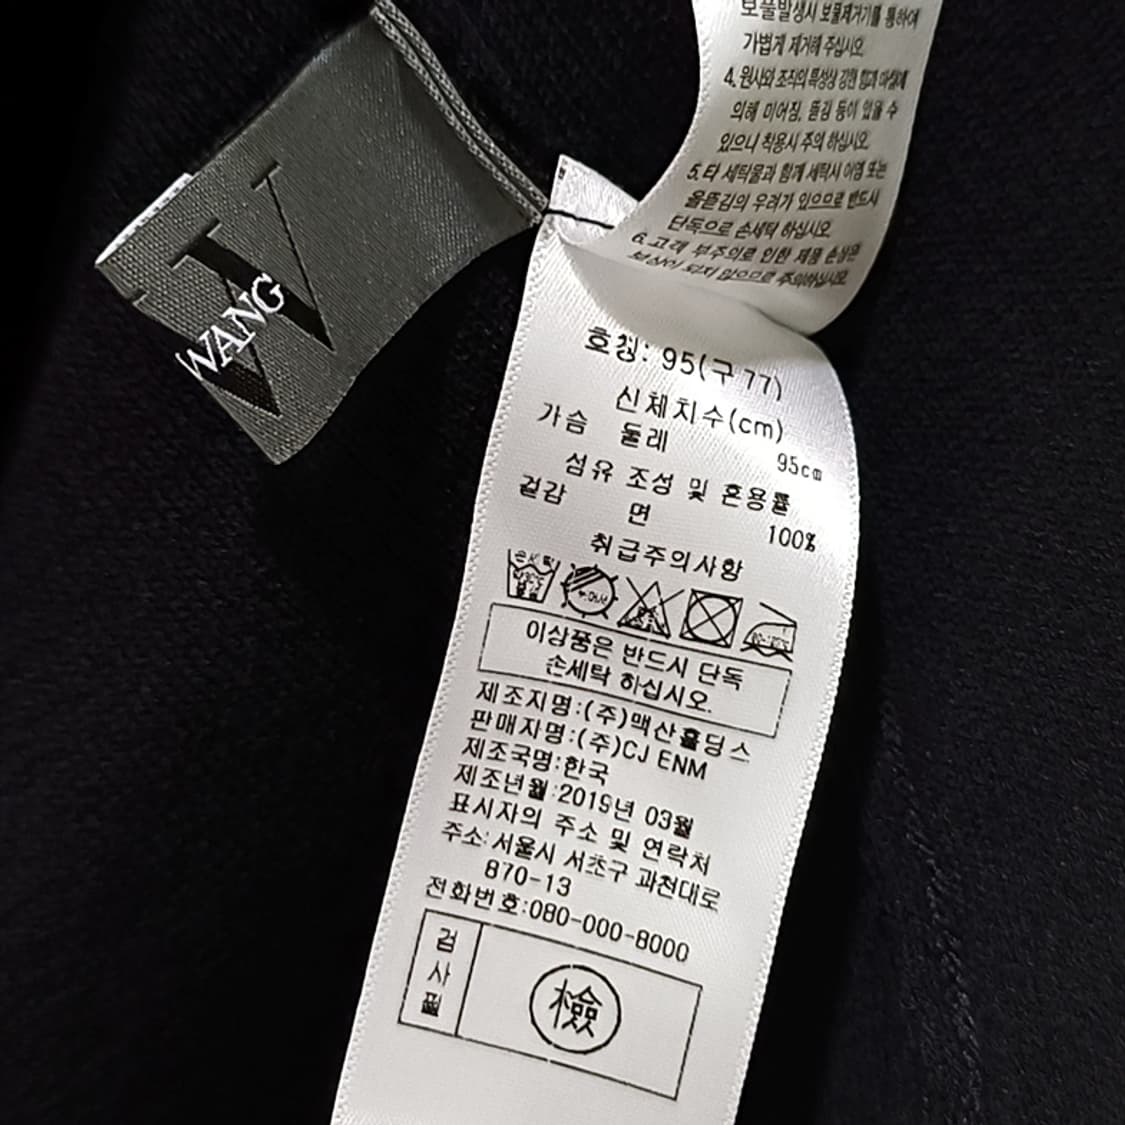 V
WANG
보풀발생시 보풀제거기를 통하여
가볍게 제거해 주십시오.
4. 원사와 조직의 특성상 강한 힘과 마찰에
의해 미어짐, 뜯김 등이 있을 수
있으니 착용시 주의 하십시오.
5. 타 세탁물과 함께 세탁시 이염 또는
올뜯김의 우려가 있으므로 반드시
단독으로 손세탁 하십시오.
6. 고객 부주의로 인한 제품 손상은
보상이 되지 않으므로 주의하십시오.
호칭: 95(구 77)
신체치수(cm)
가슴 둘레 95cm
섬유 조성 및 혼용률
겉감 면 100%
취급주의사항
이상품은 반드시 단독
손세탁 하십시오.
제조지명:(주)맥산홀딩스
판매자명:(주)CJ ENM
제조국명:한국
제조년월:2019년 03월
표시자의 주소 및 연락처
주소:서울시 서초구 과천대로
870-13
전화번호:080-000-8000
검사필
檢